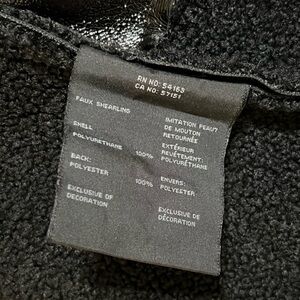 RN NO: 54163
CA NO: 57151
FAUX SHEARLING
IMITATION PEAU
DE MOUTON
RETOURNÉE
SHELL
POLYURETHANE 100%
EXTÉRIEUR
REVÊTEMENT:
POLYURÉTHANE
BACK:
POLYESTER 100%
ENVERS:
POLYESTER
EXCLUSIVE OF
DECORATION
EXCLUSIF DE
DÉCORATION